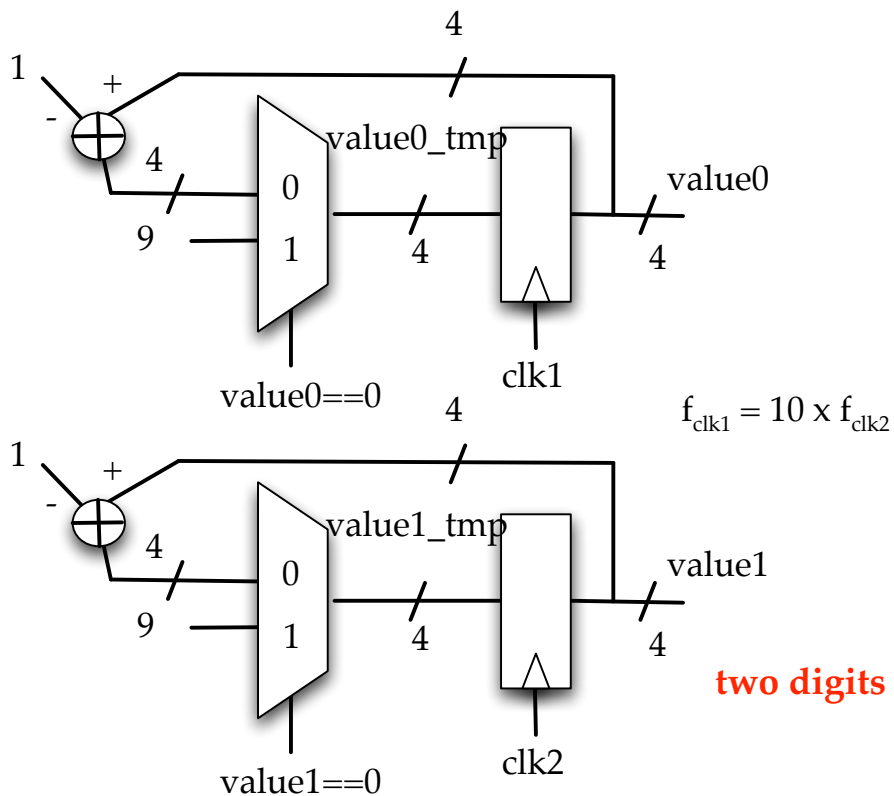 4
1
+
-
value0_tmp
4
0
value0
9
1
4
4
clk1
value0==0
f_clk1 = 10 x f_clk2
4
1
+
-
value1_tmp
4
0
value1
9
1
4
4
two digits
clk2
value1==0